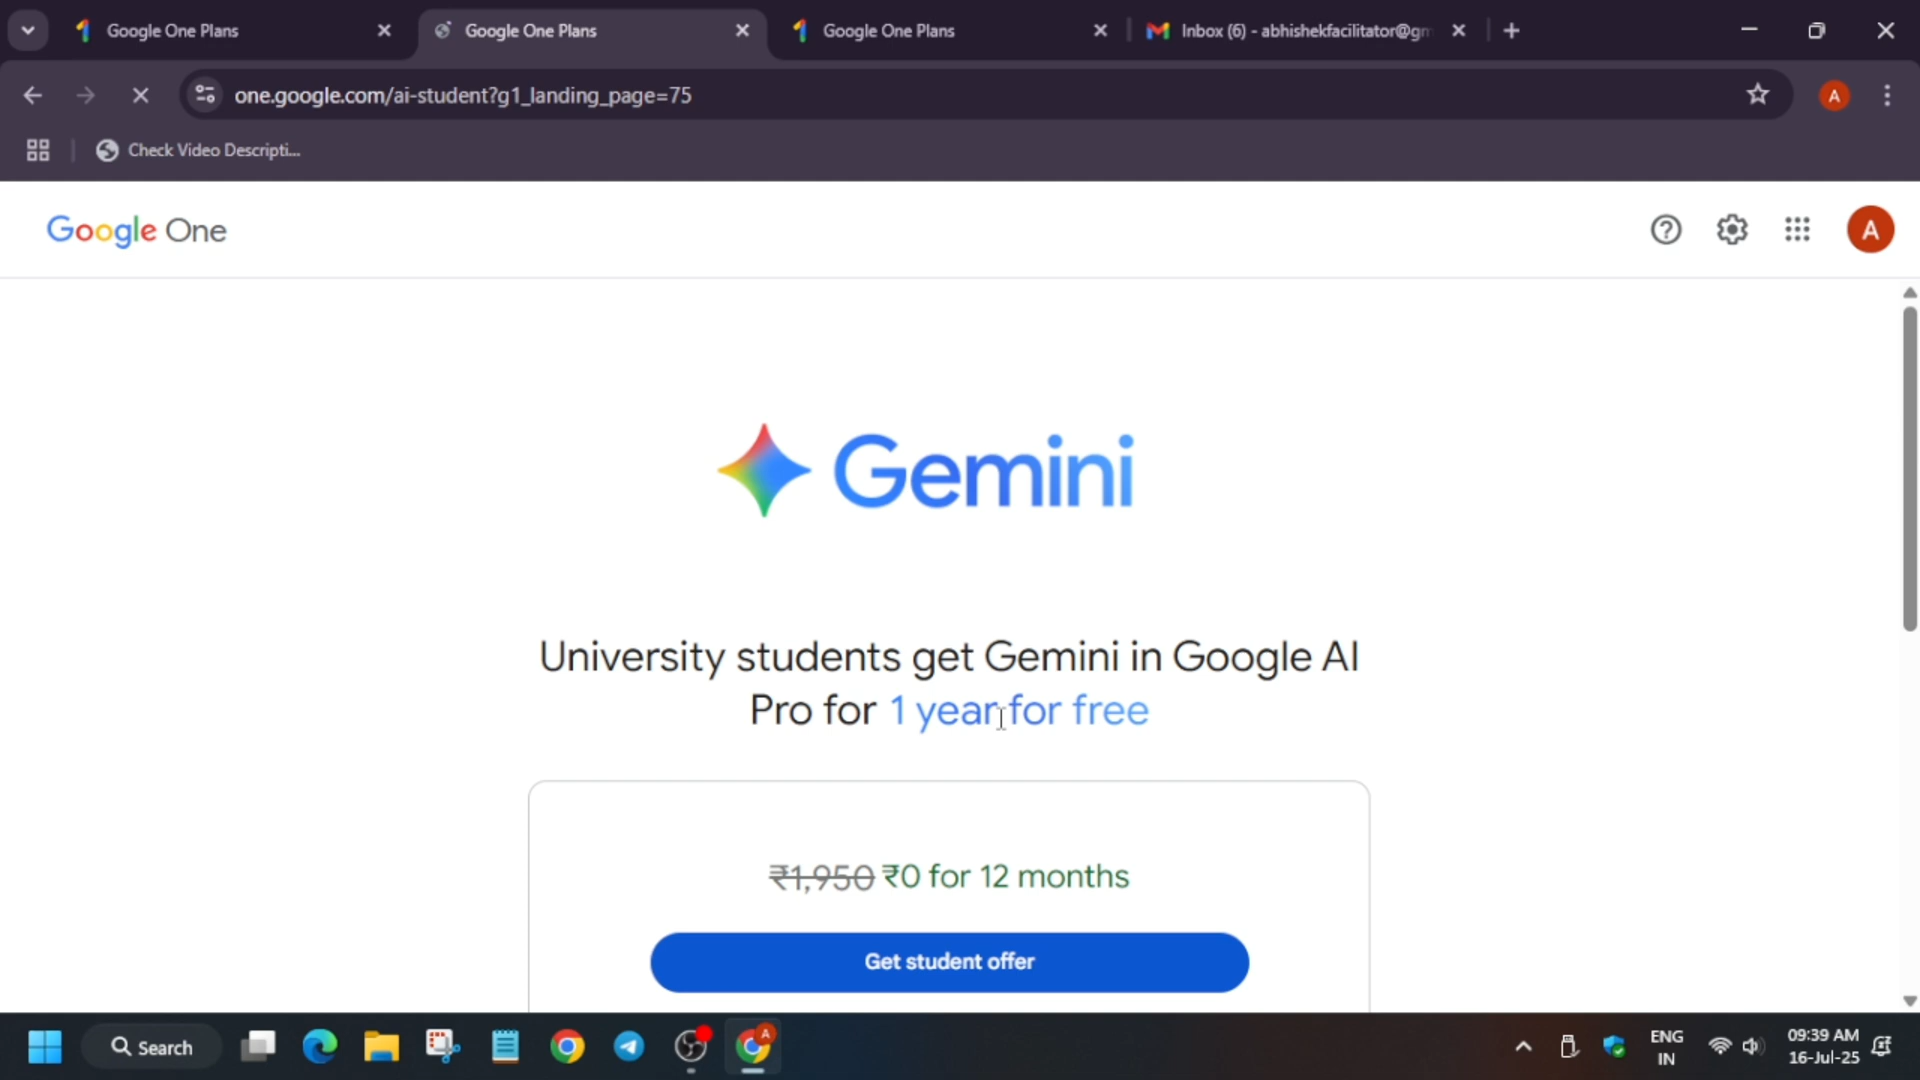 Google One Plans
Google One Plans
Google One Plans
Inbox (6) - abhishekfacilitator@gm
one.google.com/ai-student?g1_landing_page=75
A
Check Video Descripti...
Google One
A
Gemini
University students get Gemini in Google AI
Pro for 1 year for free
₹1,950 ₹0 for 12 months
Get student offer
Search
A
ENG
IN
09:39 AM
16-Jul-25